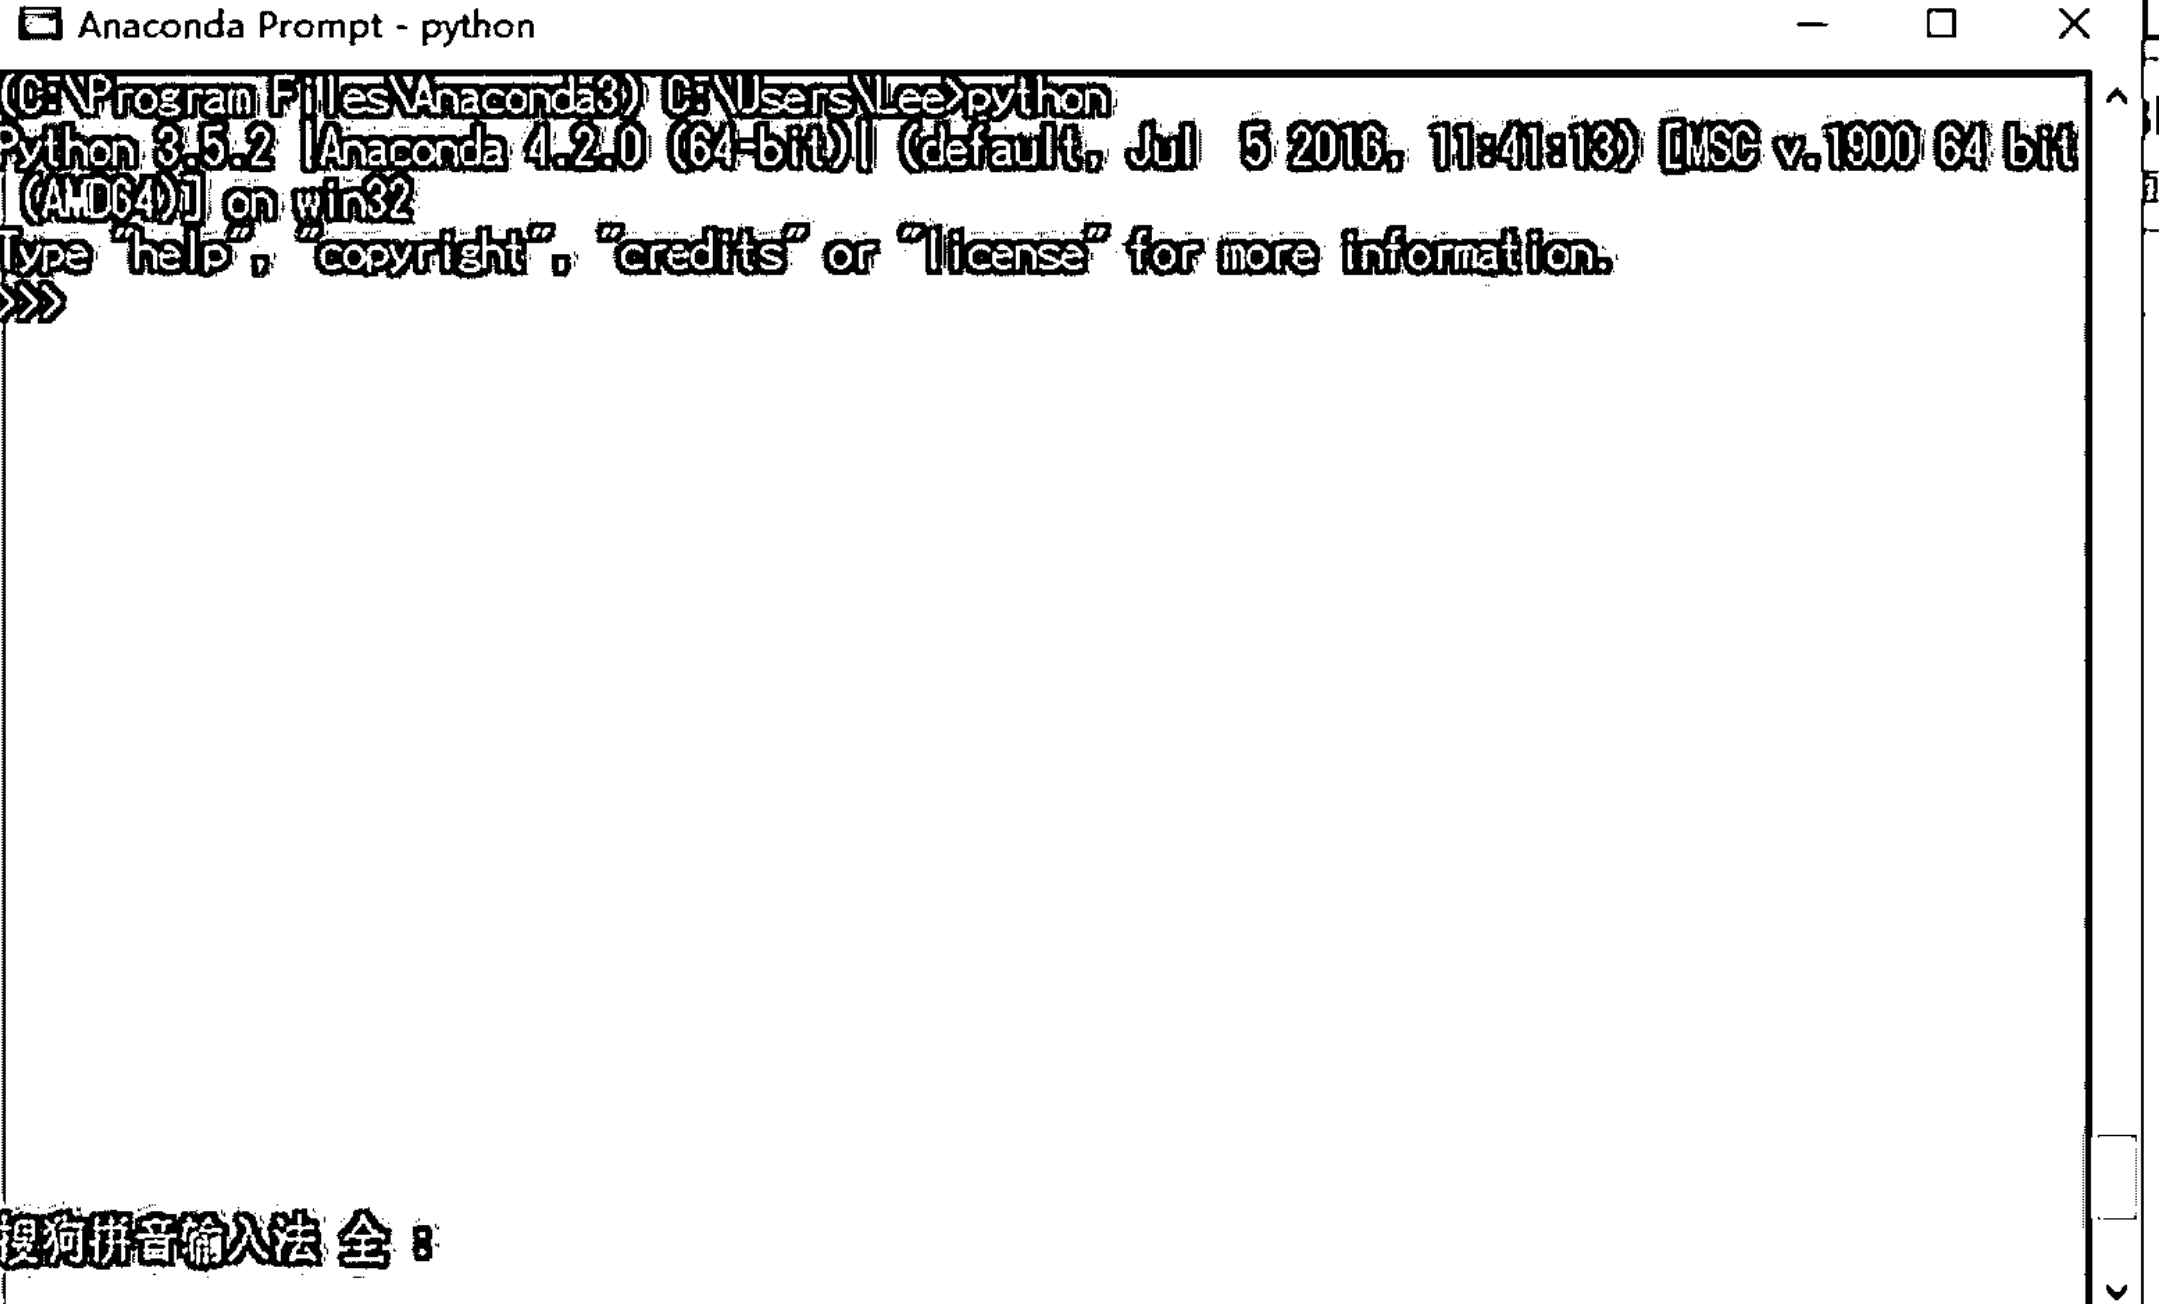 Anaconda Prompt - python
(C:\Program Files\Anaconda3) C:\Users\Lee>python
Python 3.5.2 |Anaconda 4.2.0 (64-bit)| (default, Jul  5 2016, 11:41:13) [MSC v.1900 64 bit
 (AMD64)] on win32
Type "help", "copyright", "credits" or "license" for more information.
>>>
搜狗拼音输入法 全 :